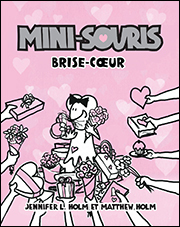 MINI-SOURIS
BRISE-CŒUR
JENNIFER L. HOLM ET MATTHEW HOLM